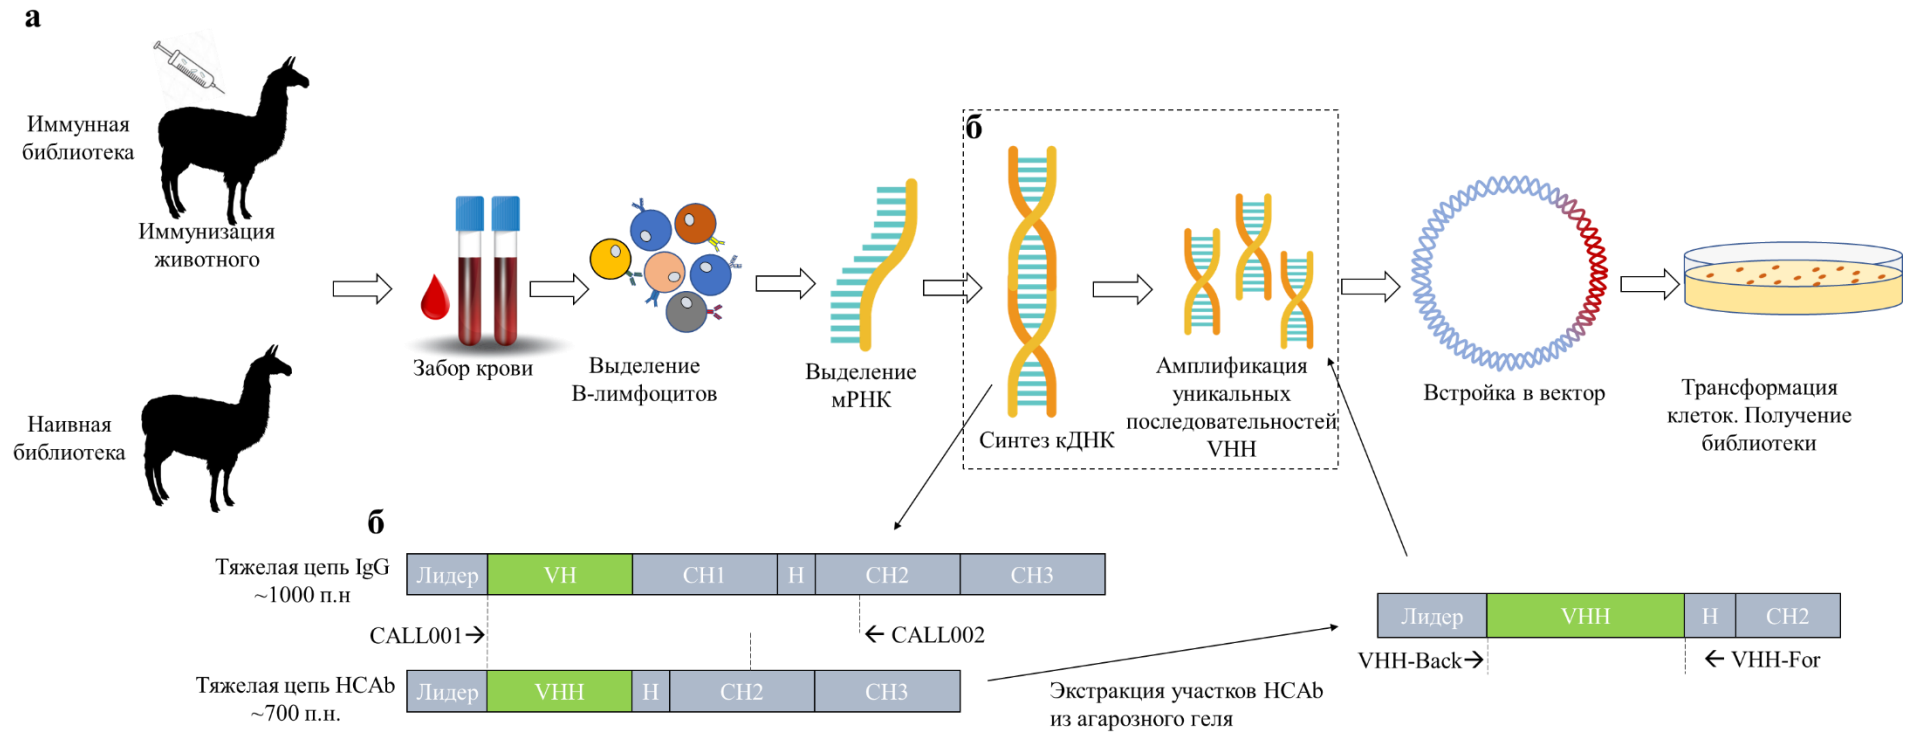 а
Иммунная
библиотека
Иммунизация
животного
Наивная
библиотека
Забор крови
Выделение
В-лимфоцитов
Выделение
мРНК
б
Синтез кДНК
Амплификация
уникальных
последовательностей
VHH
Встройка в вектор
Трансформация
клеток. Получение
библиотеки
б
Тяжелая цепь IgG
~1000 п.н
Лидер VH CH1 H CH2 CH3
CALL001→ ← CALL002
Тяжелая цепь HCAb
~700 п.н.
Лидер VHH H CH2 CH3
Экстракция участков HCAb
из агарозного геля
Лидер VHH H CH2
VHH-Back→ ← VHH-For